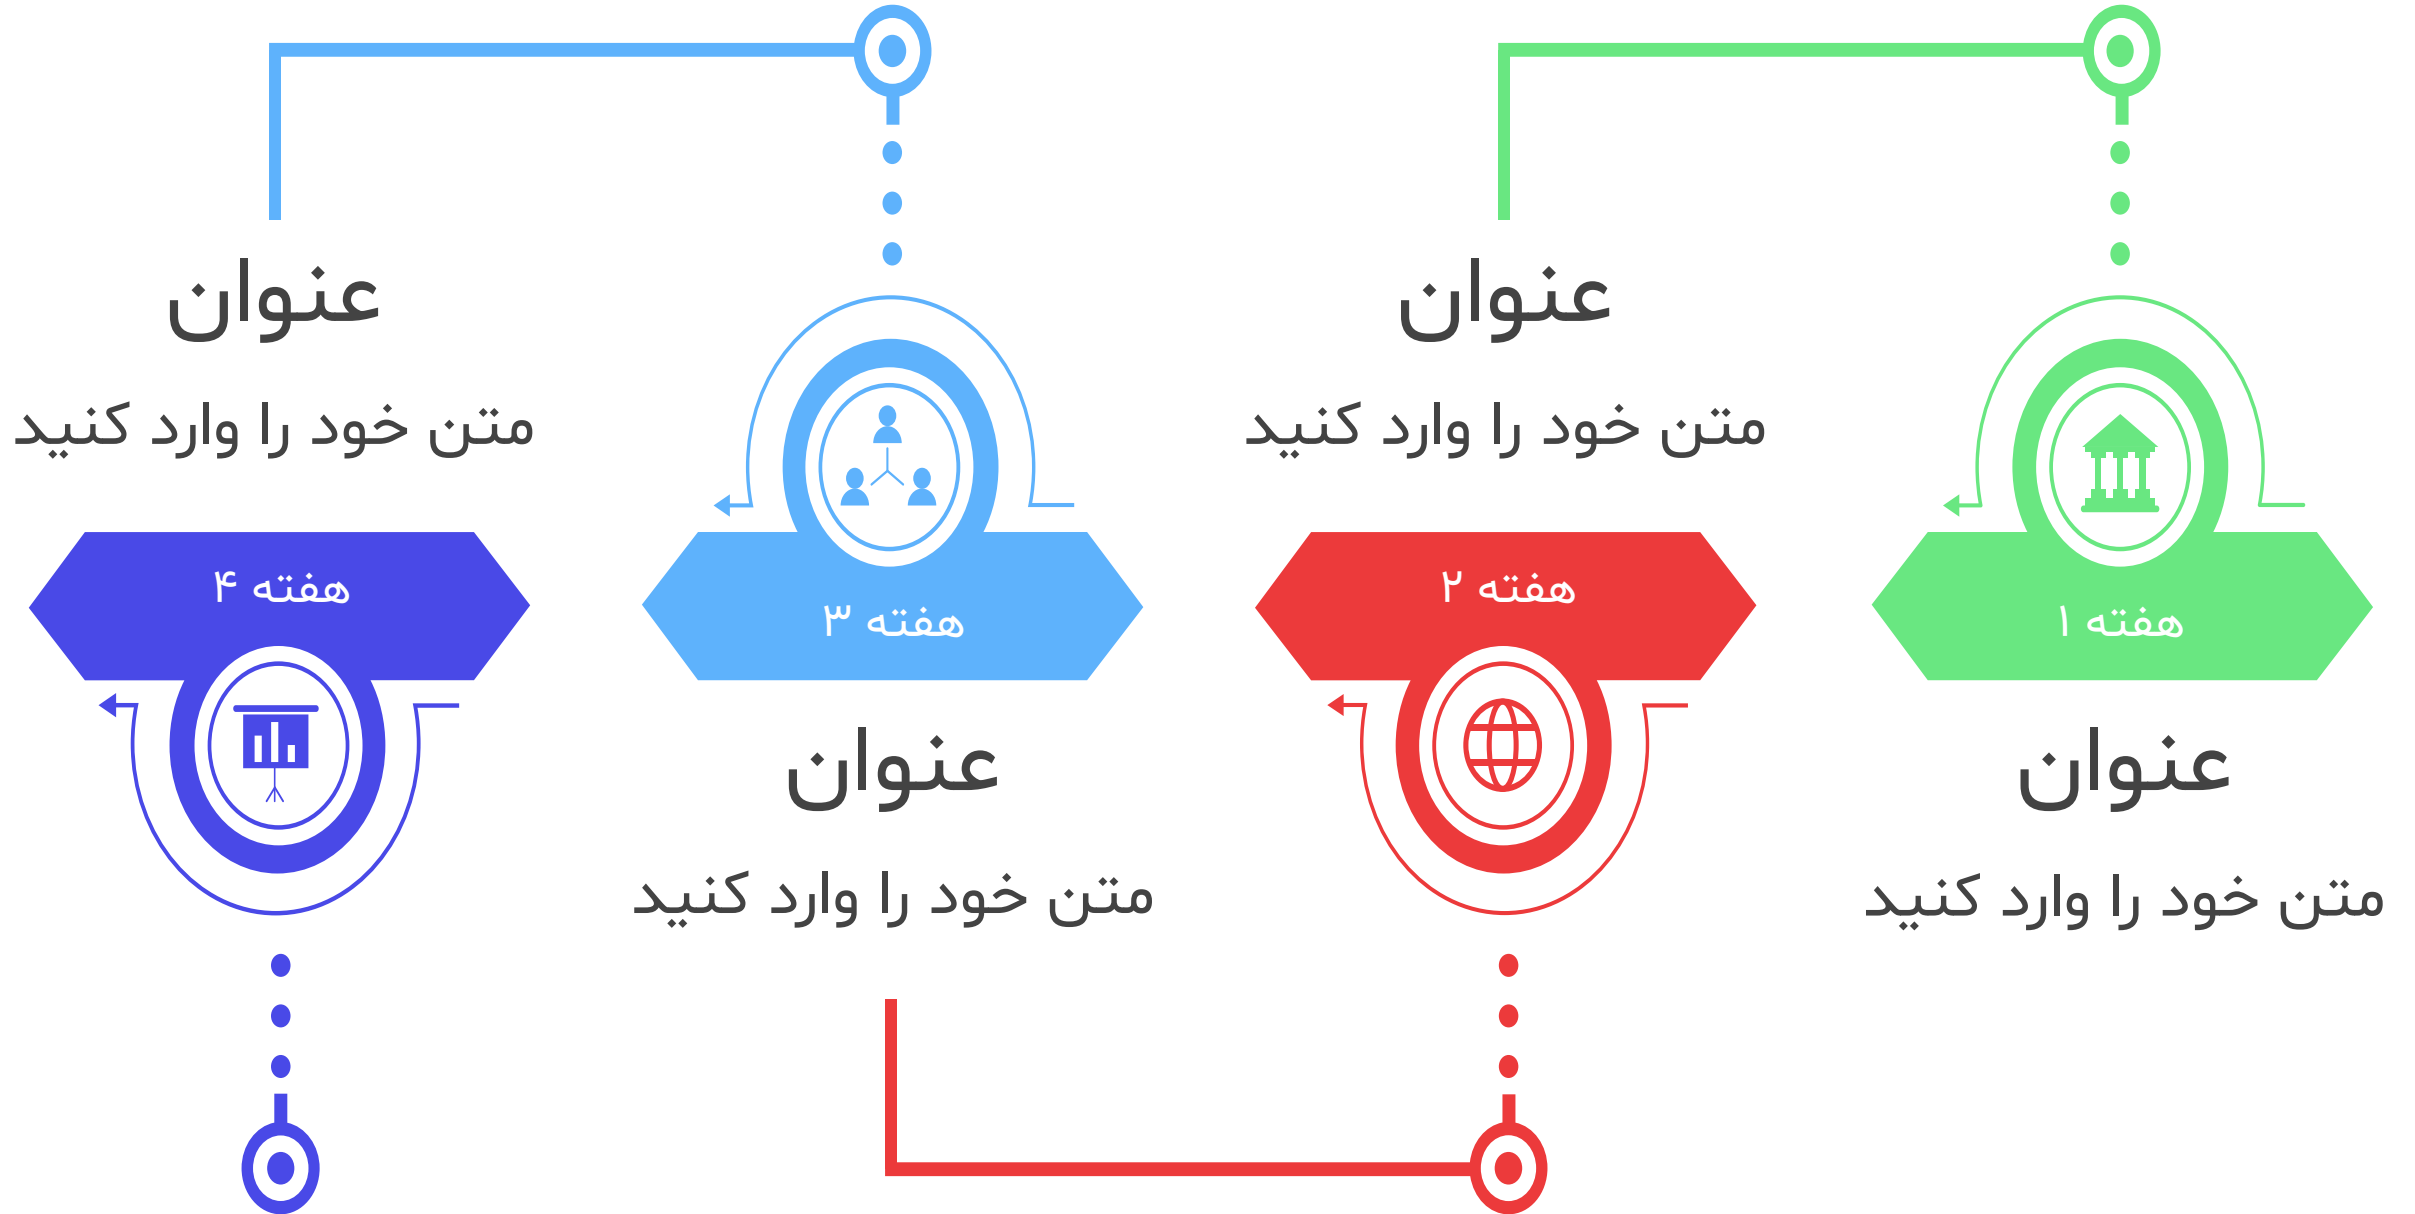 هفته ۱
عنوان
متن خود را وارد کنید
عنوان
متن خود را وارد کنید
هفته ۲
هفته ۳
عنوان
متن خود را وارد کنید
عنوان
متن خود را وارد کنید
هفته ۴